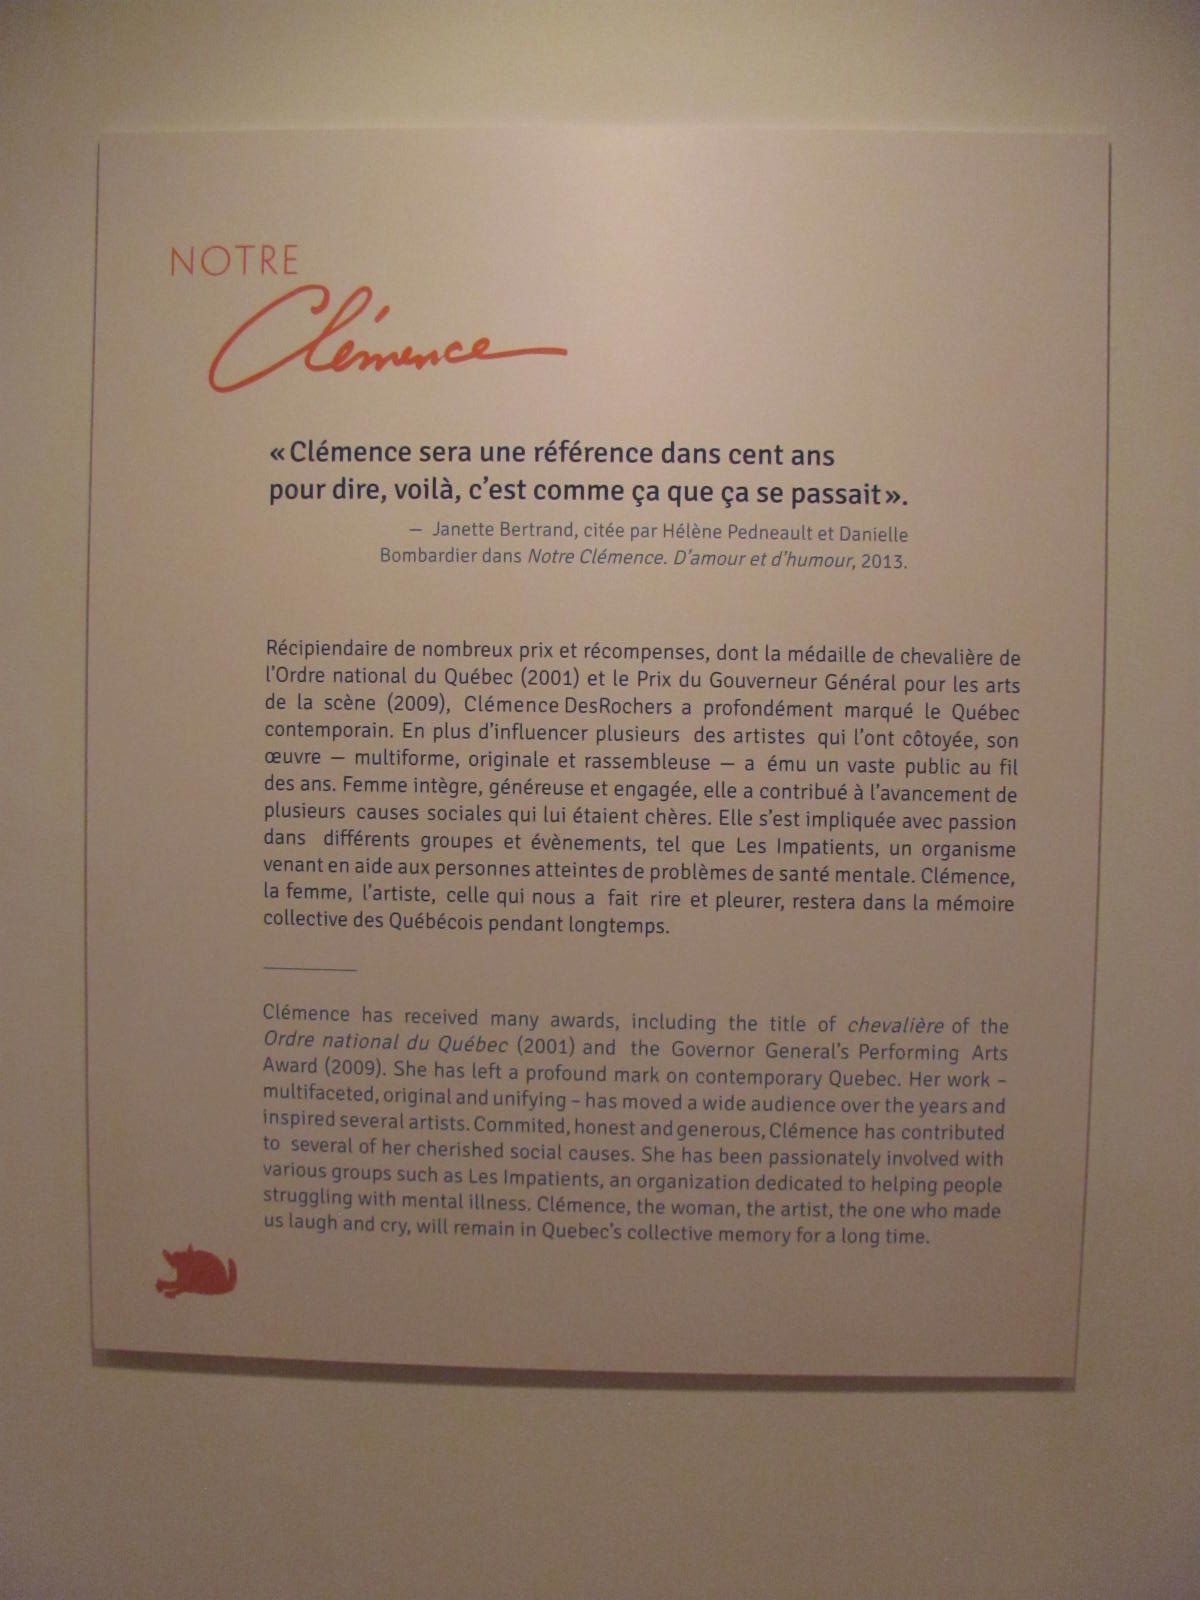 NOTRE
Clémence
« Clémence sera une référence dans cent ans
pour dire, voilà, c'est comme ça que ça se passait ».
— Janette Bertrand, citée par Hélène Pedneault et Danielle
Bombardier dans Notre Clémence. D'amour et d'humour, 2013.
Récipiendaire de nombreux prix et récompenses, dont la médaille de chevalière de
l'Ordre national du Québec (2001) et le Prix du Gouverneur Général pour les arts
de la scène (2009), Clémence DesRochers a profondément marqué le Québec
contemporain. En plus d'influencer plusieurs des artistes qui l'ont côtoyée, son
œuvre — multiforme, originale et rassembleuse — a ému un vaste public au fil
des ans. Femme intègre, généreuse et engagée, elle a contribué à l'avancement de
plusieurs causes sociales qui lui étaient chères. Elle s'est impliquée avec passion
dans différents groupes et évènements, tel que Les Impatients, un organisme
venant en aide aux personnes atteintes de problèmes de santé mentale. Clémence,
la femme, l'artiste, celle qui nous a fait rire et pleurer, restera dans la mémoire
collective des Québécois pendant longtemps.
Clémence has received many awards, including the title of chevalière of the
Ordre national du Québec (2001) and the Governor General's Performing Arts
Award (2009). She has left a profound mark on contemporary Quebec. Her work –
multifaceted, original and unifying – has moved a wide audience over the years and
inspired several artists. Commited, honest and generous, Clémence has contributed
to several of her cherished social causes. She has been passionately involved with
various groups such as Les Impatients, an organization dedicated to helping people
struggling with mental illness. Clémence, the woman, the artist, the one who made
us laugh and cry, will remain in Quebec's collective memory for a long time.